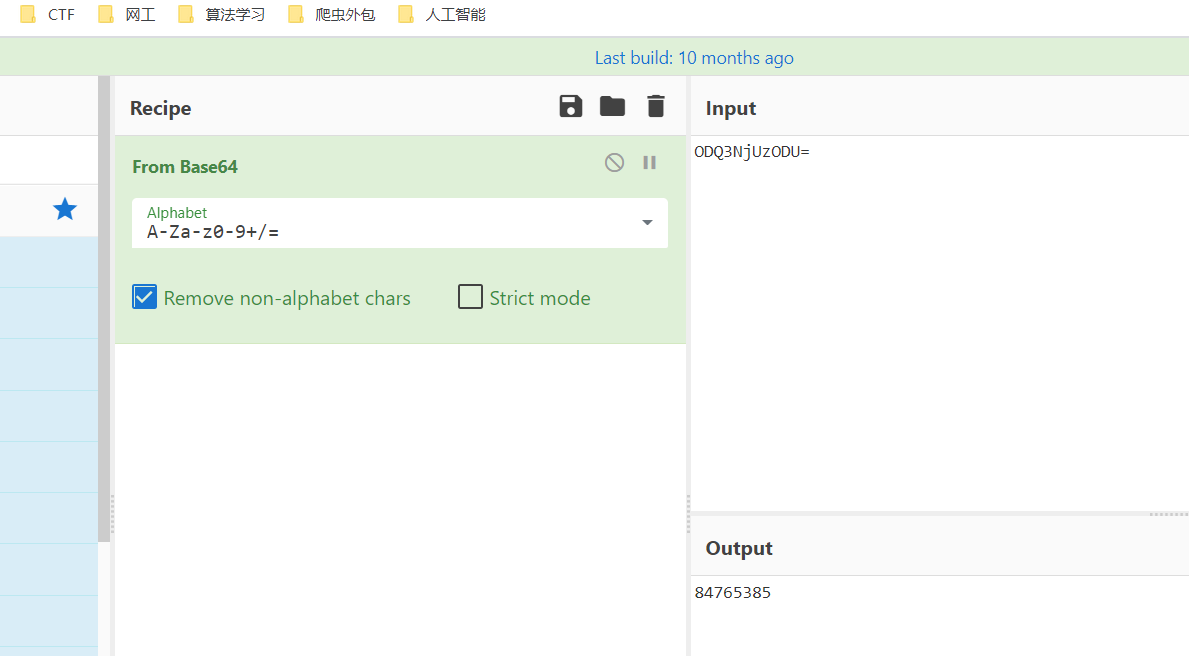 CTF 网工 算法学习 爬虫外包 人工智能
Last build: 10 months ago
Recipe
Input
From Base64
ODQ3NjUzODU=
Alphabet
A-Za-z0-9+/=
Remove non-alphabet chars
Strict mode
Output
84765385